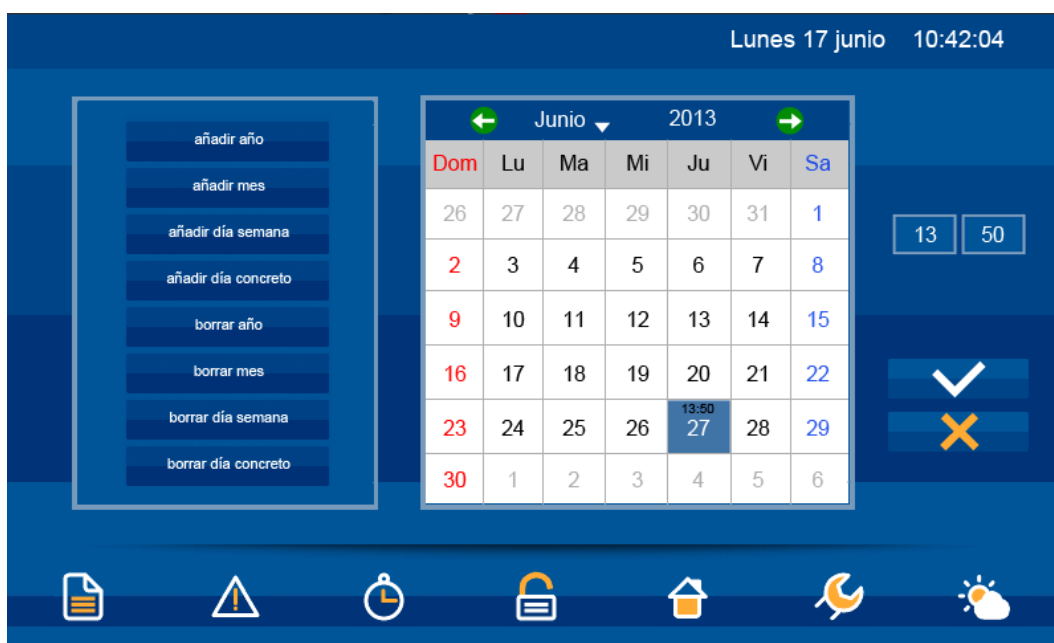 Lunes 17 junio 10:42:04
añadir año
añadir mes
añadir día semana
añadir día concreto
borrar año
borrar mes
borrar día semana
borrar día concreto
Junio 2013
Dom Lu Ma Mi Ju Vi Sa
26 27 28 29 30 31 1
2 3 4 5 6 7 8
9 10 11 12 13 14 15
16 17 18 19 20 21 22
13:50
23 24 25 26 27 28 29
30 1 2 3 4 5 6
13 50